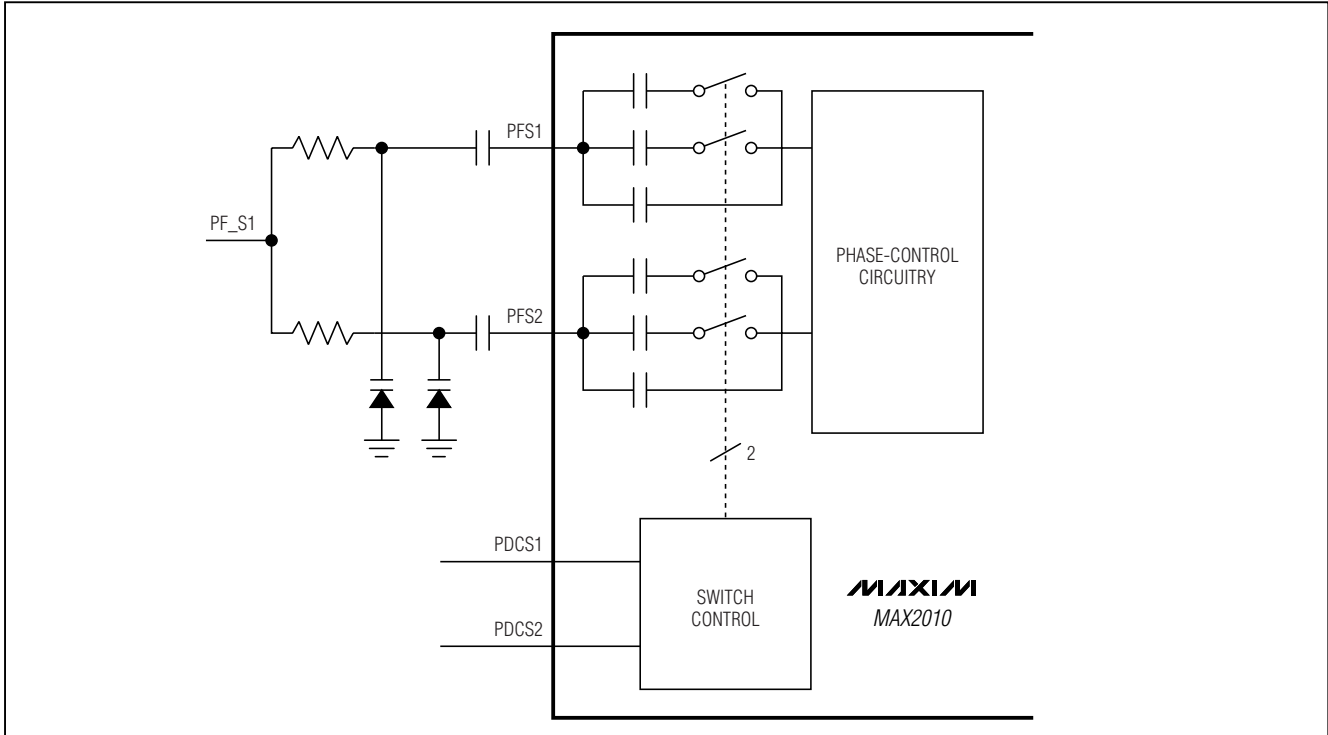 PFS1
PF_S1
PHASE-CONTROL
CIRCUITRY
PFS2
2
PDCS1
SWITCH
CONTROL
MAXIM
MAX2010
PDCS2